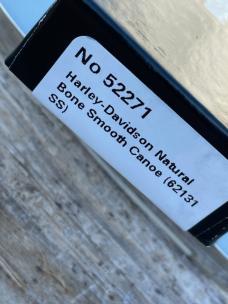 No 52271
Harley-Davidson Natural
Bone Smooth Canoe (62131
SS)